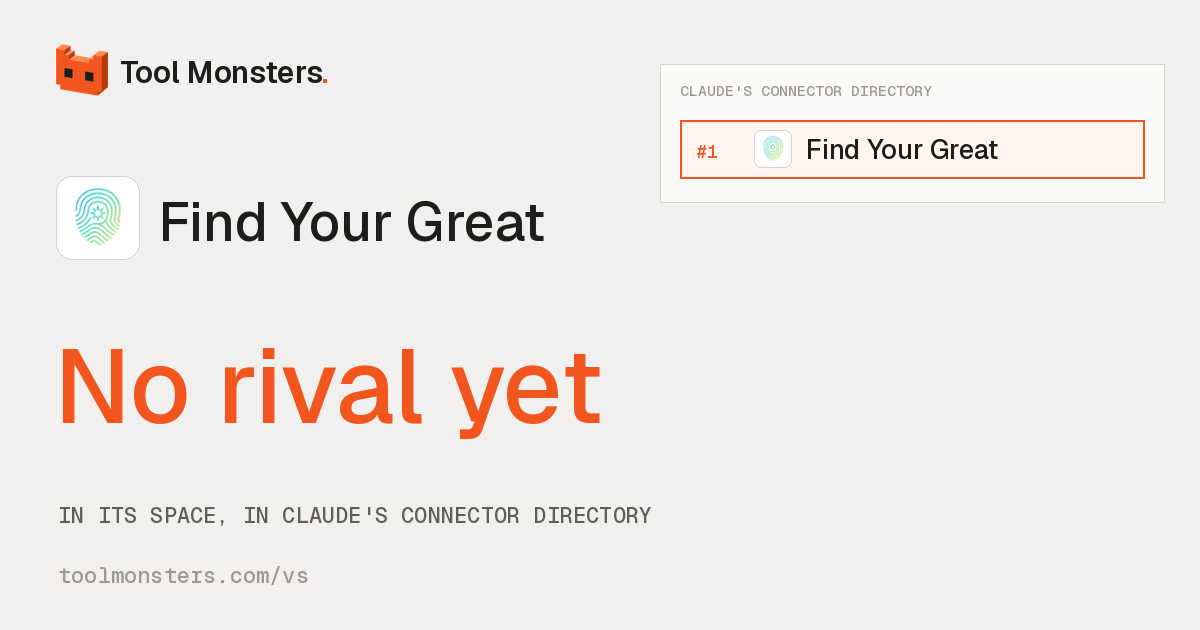 Tool Monsters.
CLAUDE'S CONNECTOR DIRECTORY
#1 Find Your Great
Find Your Great
No rival yet
IN ITS SPACE, IN CLAUDE'S CONNECTOR DIRECTORY
toolmonsters.com/vs